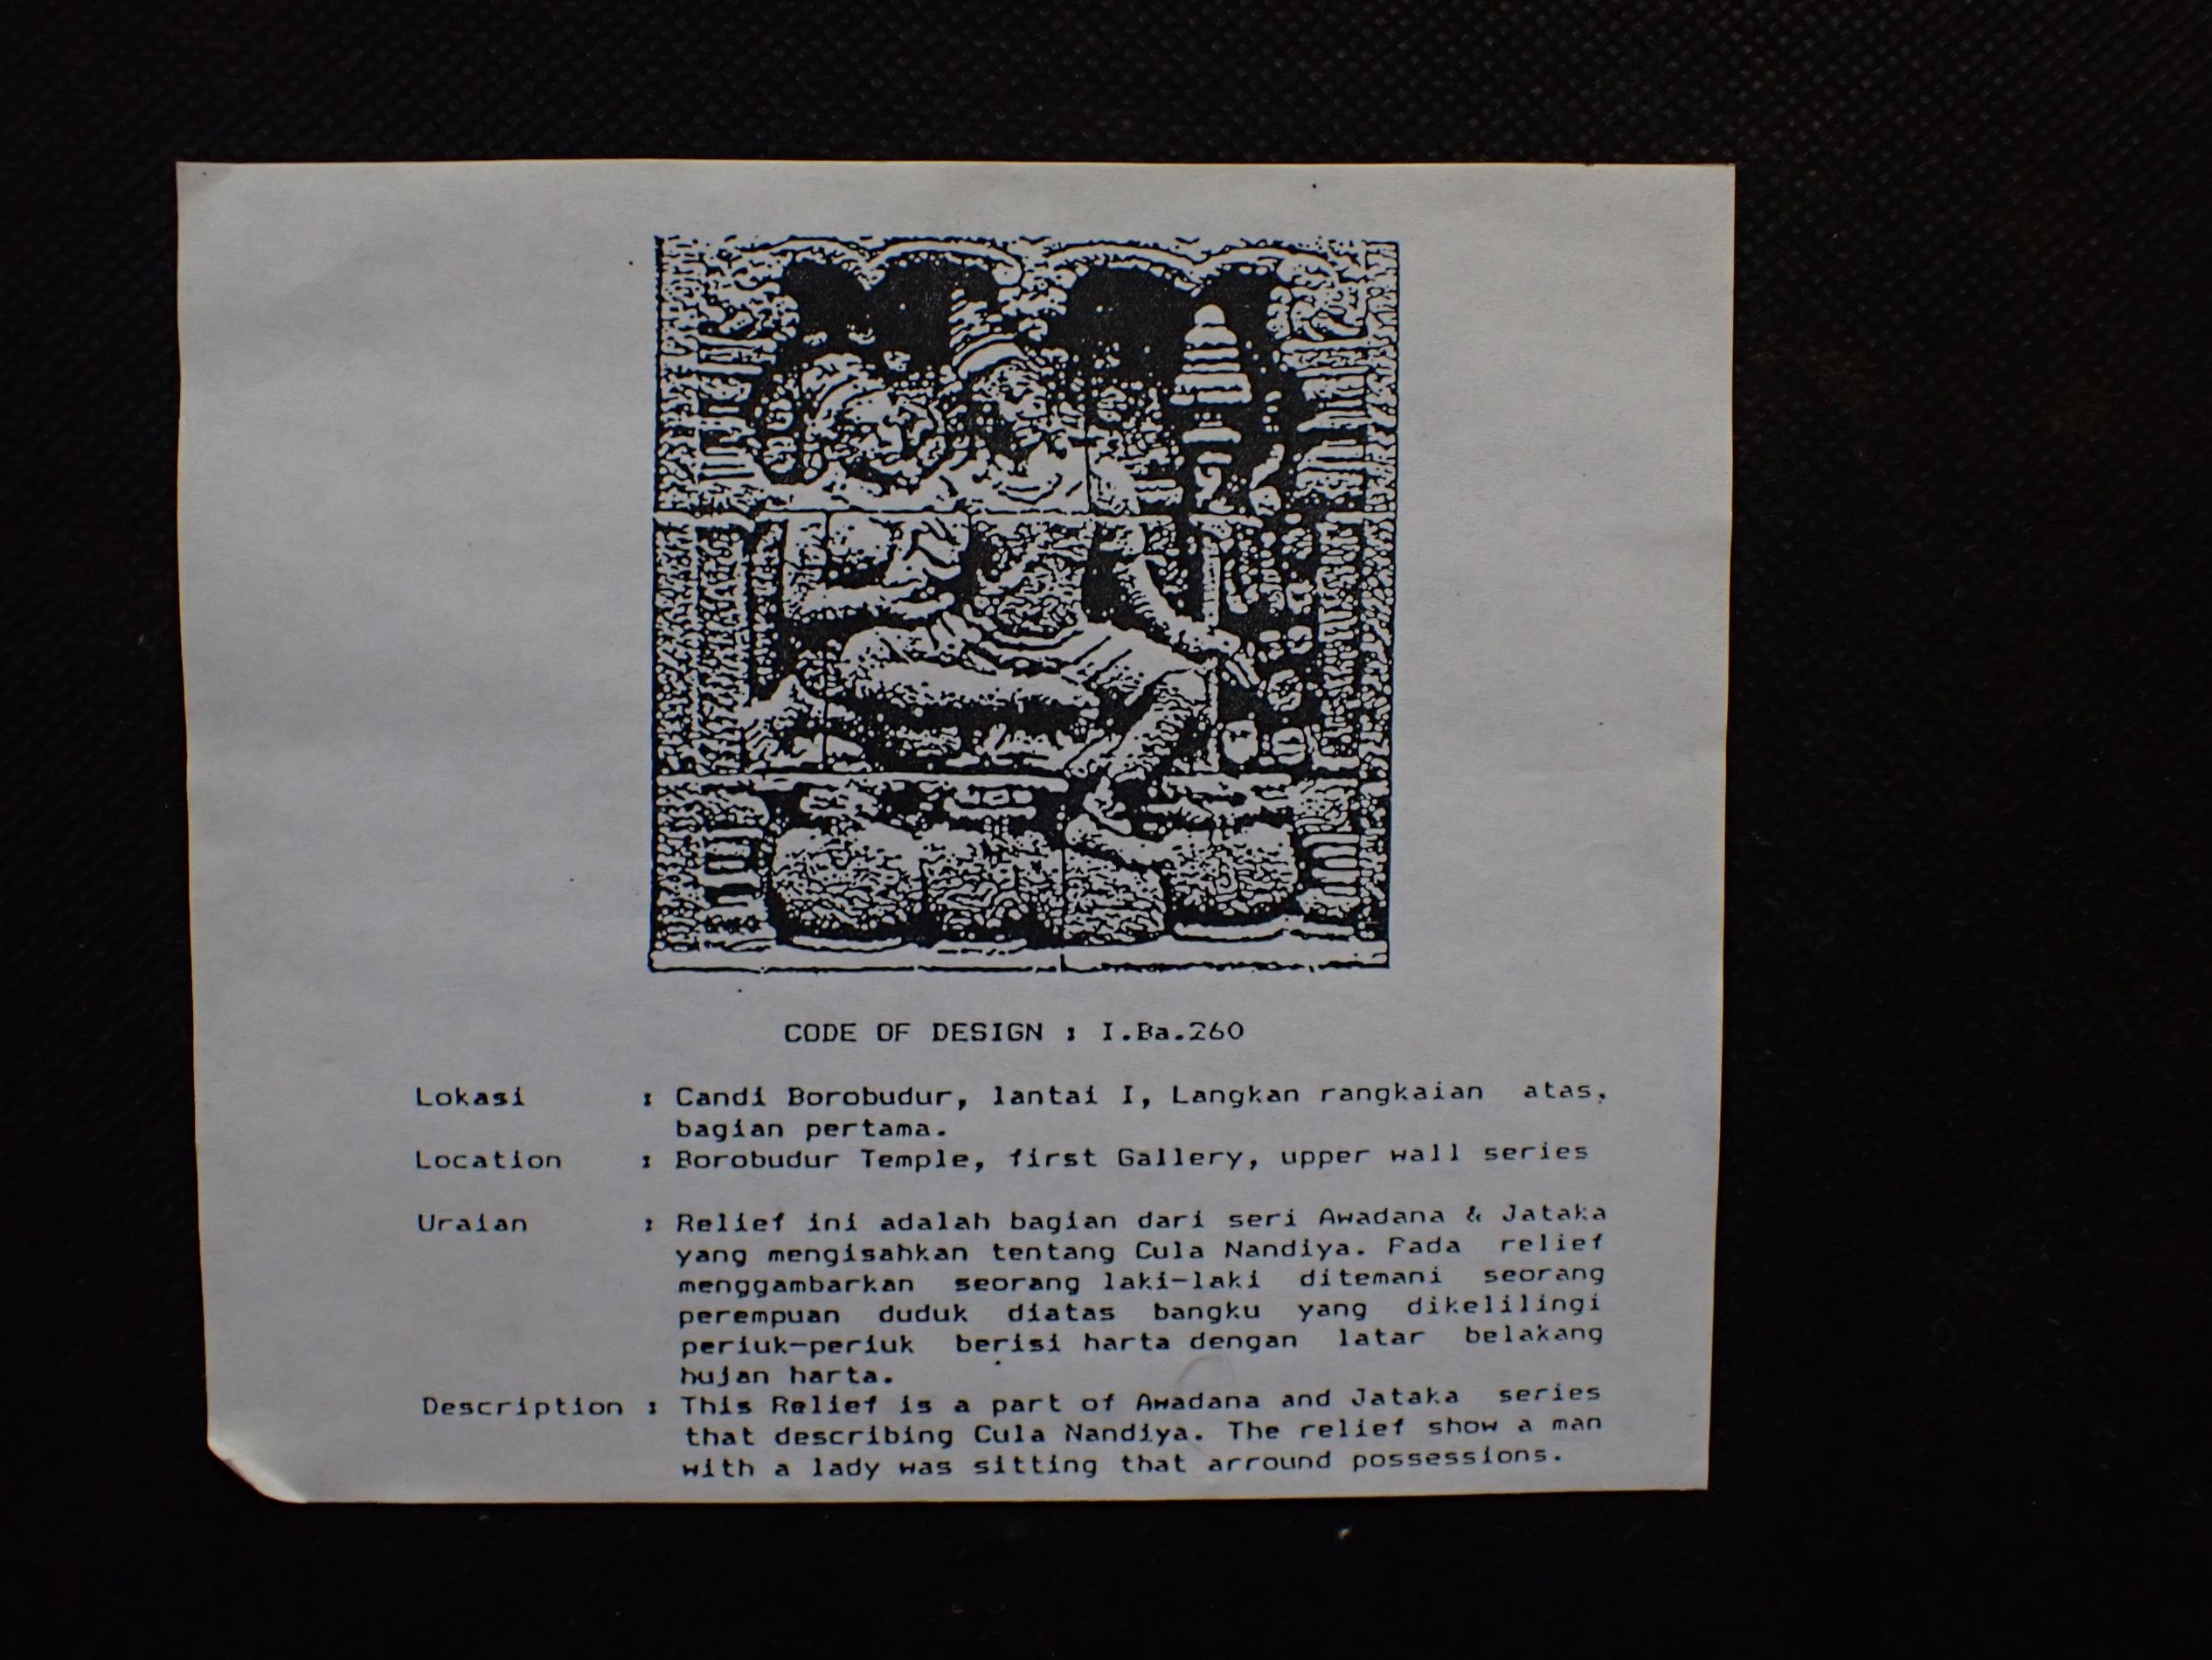 CODE OF DESIGN : I.Ba.260
Lokasi : Candi Borobudur, lantai I, Langkan rangkaian atas,
bagian pertama.
Location : Borobudur Temple, first Gallery, upper wall series
Uraian : Relief ini adalah bagian dari seri Awadana & Jataka
yang mengisahkan tentang Cula Nandiya. Pada relief
menggambarkan seorang laki-laki ditemani seorang
perempuan duduk diatas bangku yang dikelilingi
periuk-periuk berisi harta dengan latar belakang
hujan harta.
Description : This Relief is a part of Awadana and Jataka series
that describing Cula Nandiya. The relief show a man
with a lady was sitting that arround possessions.